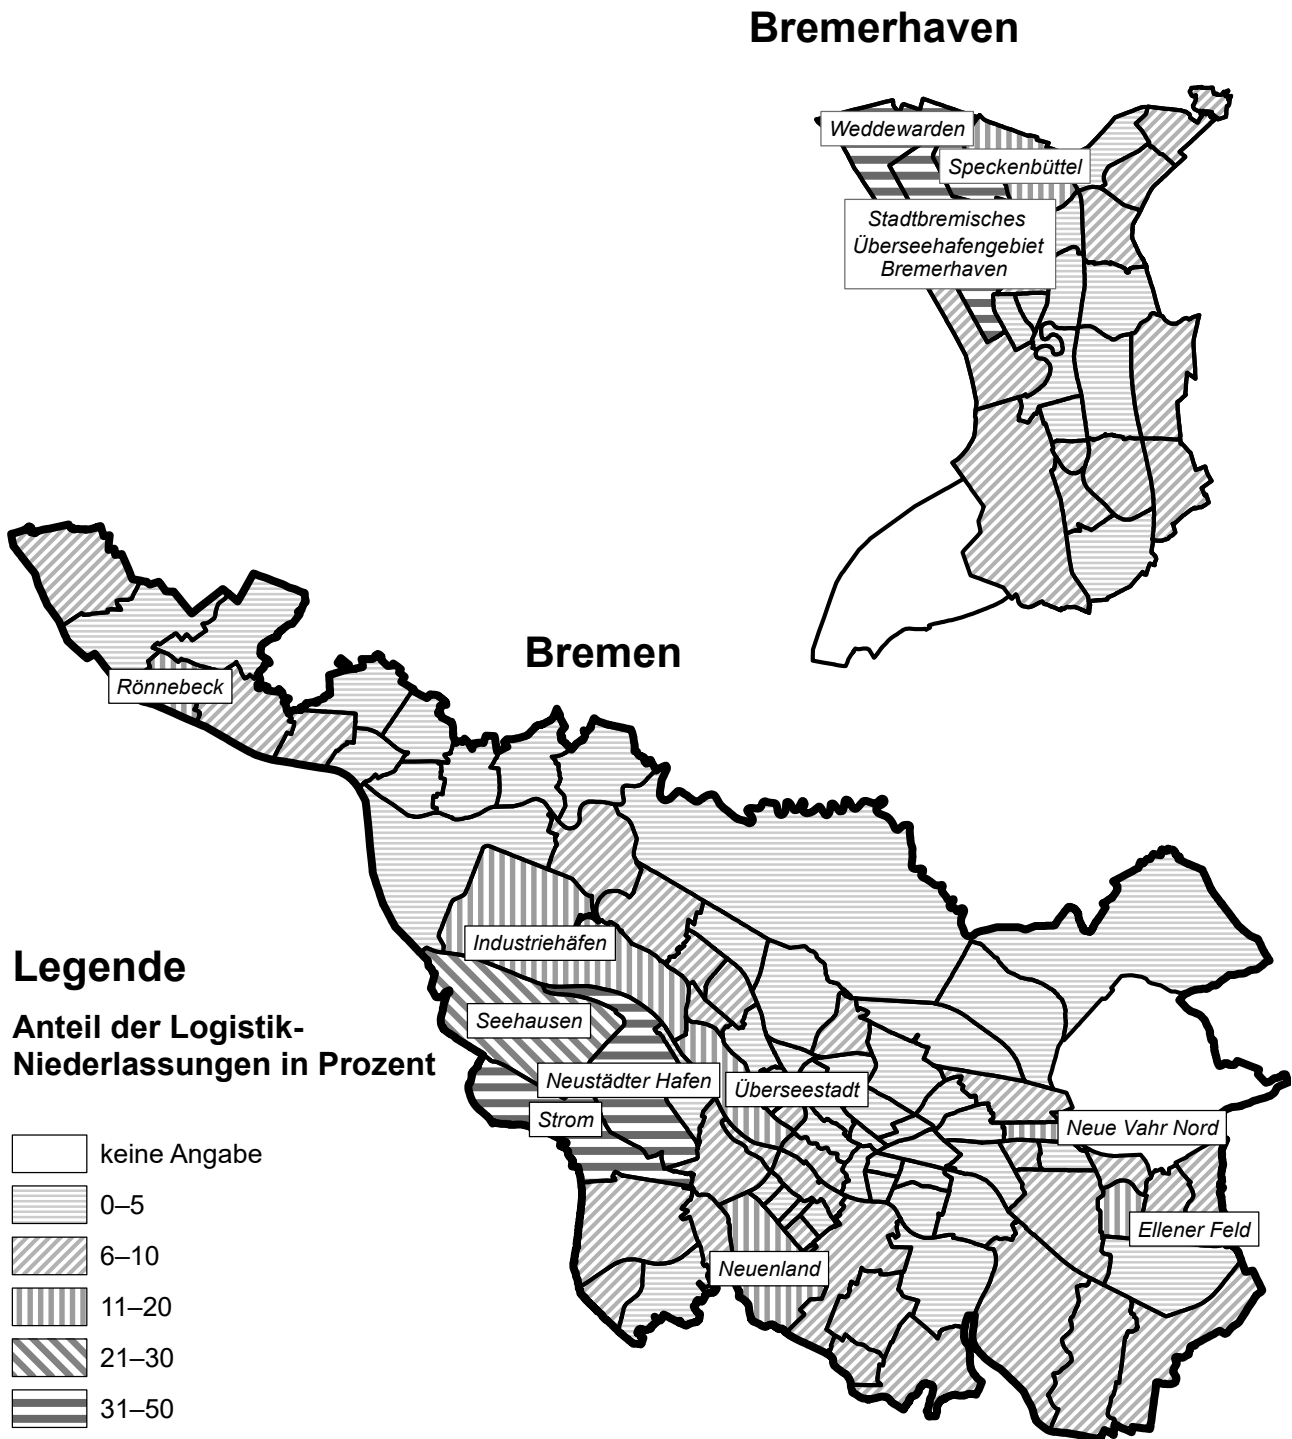 Bremerhaven
Weddewarden
Speckenbüttel
Stadtbremisches
Überseehafengebiet
Bremerhaven
Bremen
Rönnebeck
Industriehäfen
Seehausen
Neustädter Hafen
Überseestadt
Strom
Neue Vahr Nord
Ellener Feld
Neuenland
Legende
Anteil der Logistik-
Niederlassungen in Prozent
keine Angabe
0–5
6–10
11–20
21–30
31–50